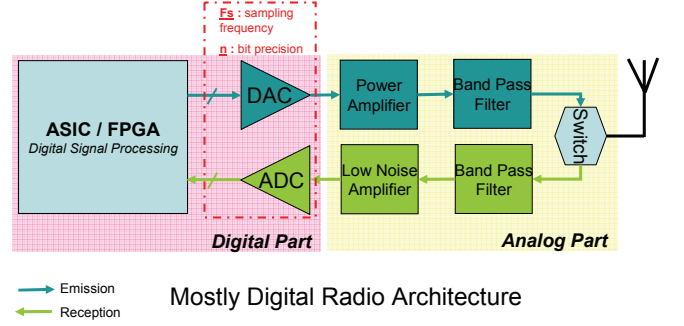 Fs : sampling
frequency
n : bit precision
ASIC / FPGA
Digital Signal Processing
DAC
Power
Amplifier
Band Pass
Filter
Switch
ADC
Low Noise
Amplifier
Band Pass
Filter
Digital Part
Analog Part
Emission
Reception
Mostly Digital Radio Architecture